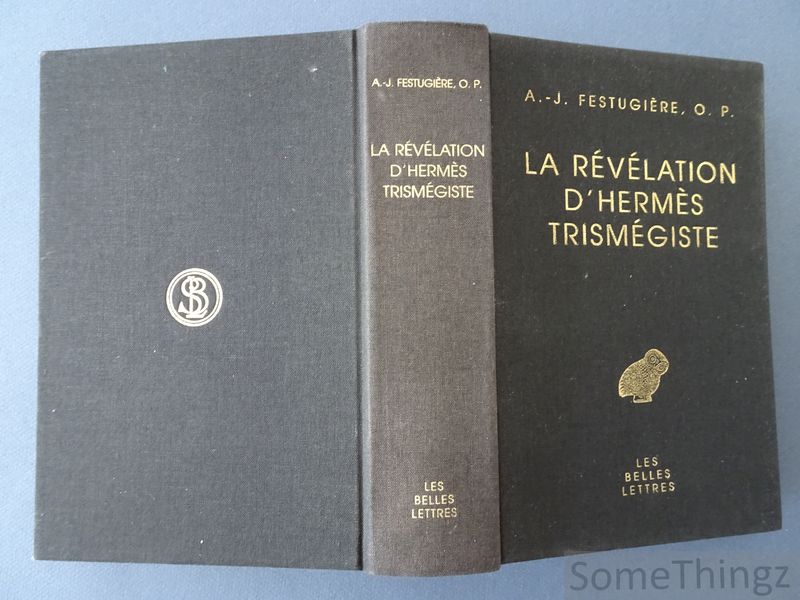 A.-J. FESTUGIÈRE, O. P.
LA RÉVÉLATION
D'HERMÈS
TRISMÉGISTE
LES
BELLES
LETTRES
A.-J. FESTUGIÈRE, O. P.
LA RÉVÉLATION
D'HERMÈS
TRISMÉGISTE
LES
BELLES
LETTRES
SomeThingz